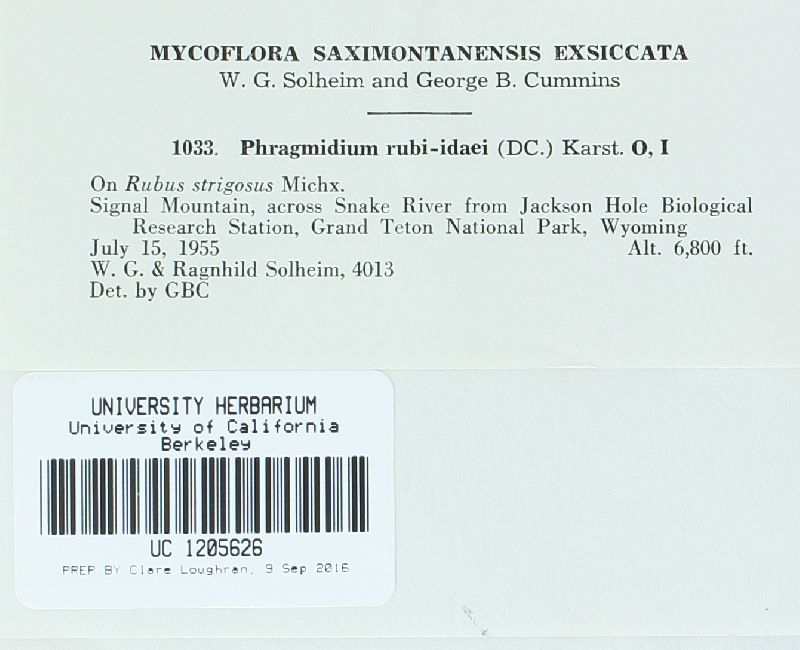 MYCOFLORA SAXIMONTANENSIS EXSICCATA
W. G. Solheim and George B. Cummins
1033. Phragmidium rubi-idaei (DC.) Karst. O, I
On Rubus strigosus Michx.
Signal Mountain, across Snake River from Jackson Hole Biological
Research Station, Grand Teton National Park, Wyoming
July 15, 1955 Alt. 6,800 ft.
W. G. & Ragnhild Solheim, 4013
Det. by GBC
UNIVERSITY HERBARIUM
University of California
Berkeley
UC 1205626
PREP BY Clare Loughran, 9 Sep 2016